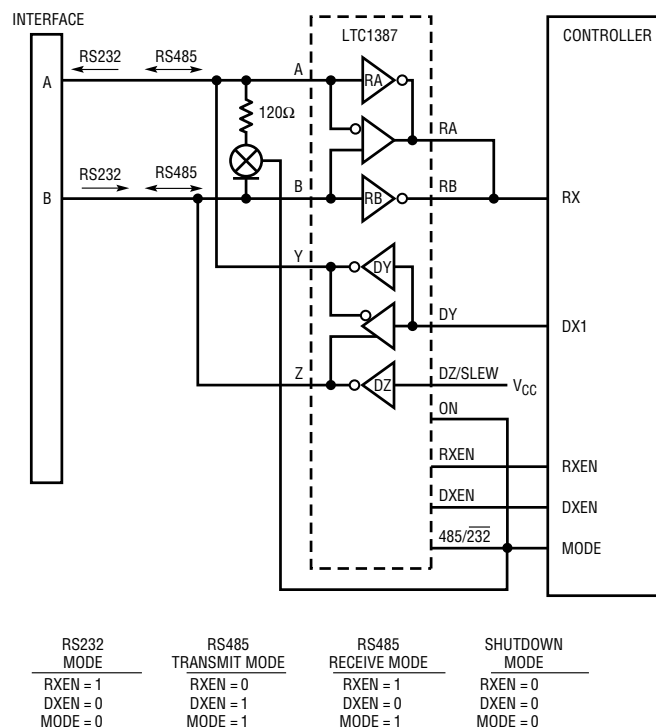 INTERFACE
LTC1387
CONTROLLER
RS232 RS485
A
A
RA
120Ω
RA
RS232 RS485
B
B
RB
RB
RX
Y
DY
DY
DX1
Z
DZ
DZ/SLEW
VCC
ON
RXEN
RXEN
DXEN
DXEN
485/232
MODE
RS232 MODE
RXEN = 1
DXEN = 0
MODE = 0
RS485 TRANSMIT MODE
RXEN = 0
DXEN = 1
MODE = 1
RS485 RECEIVE MODE
RXEN = 1
DXEN = 0
MODE = 1
SHUTDOWN MODE
RXEN = 0
DXEN = 0
MODE = 0